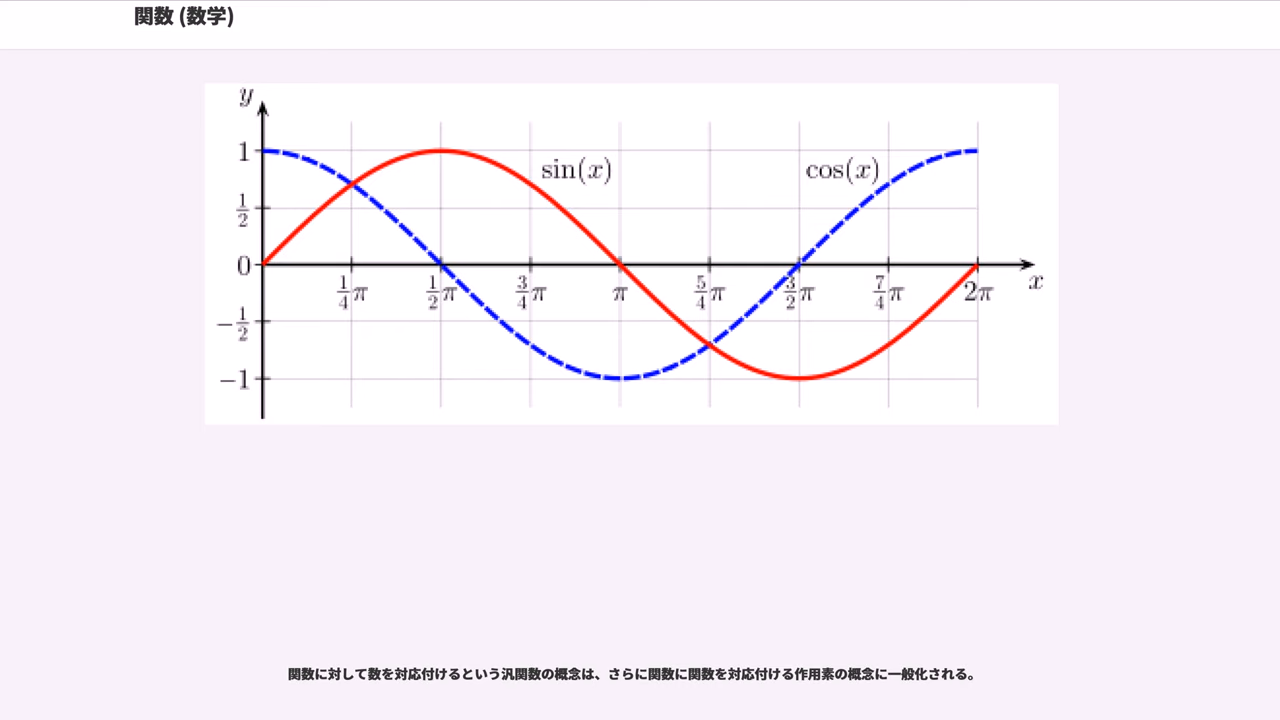 関数 (数学)
y
1
sin(x)
cos(x)
1/2
0
1/4π
1/2π
3/4π
π
5/4π
3/2π
7/4π
2π
x
−1/2
−1
関数に対して数を対応付けるという汎関数の概念は、さらに関数に関数を対応付ける作用素の概念に一般化される。